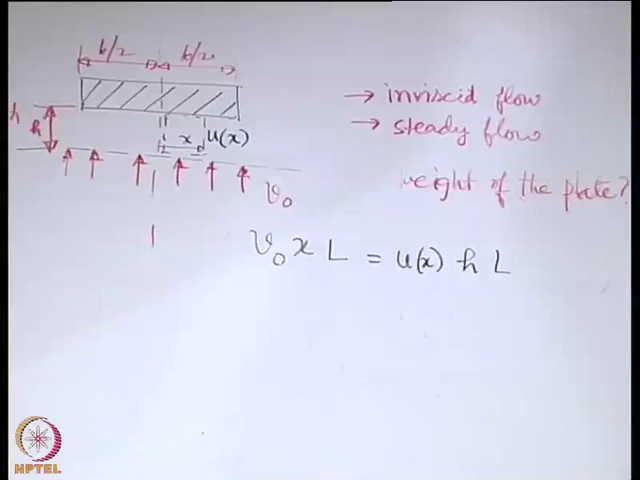 b/2 b/2
→ inviscid flow
→ steady flow
h h
x u(x)
v₀
weight of the plate?
v₀ x L = u(x) h L
NPTEL